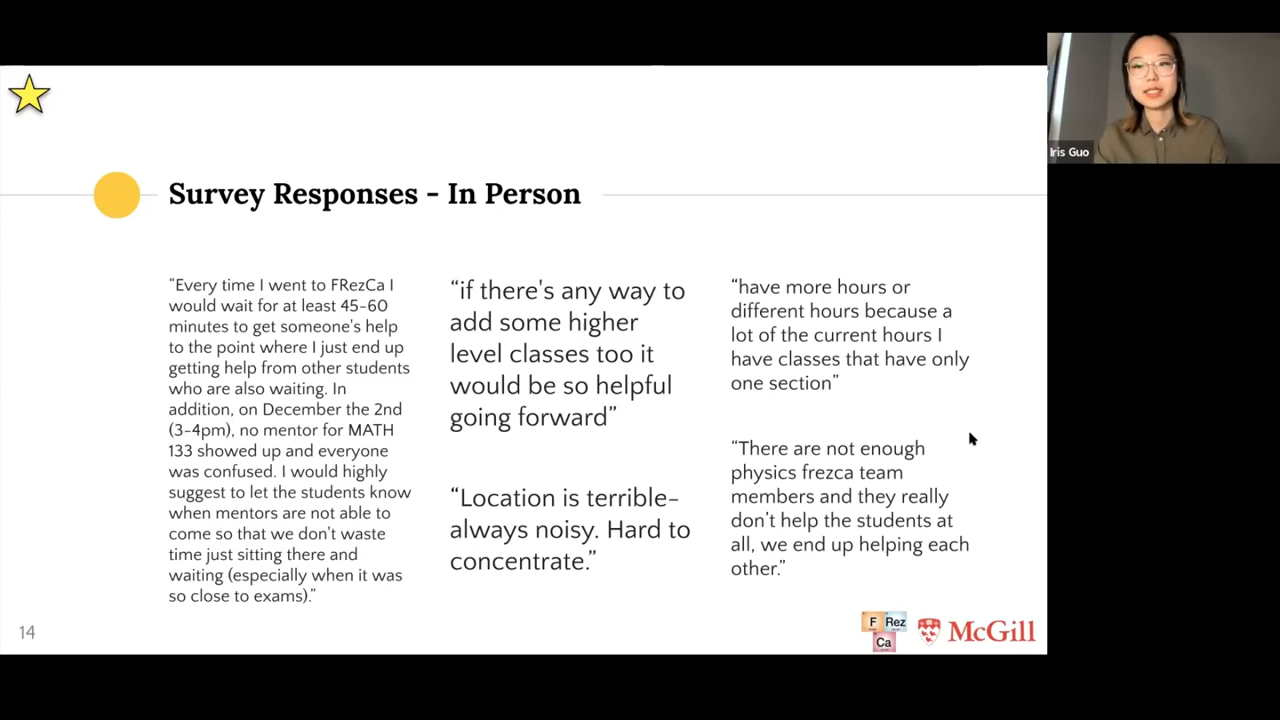 Iris Guo
Survey Responses - In Person
“Every time I went to FRezCa I
would wait for at least 45-60
minutes to get someone's help
to the point where I just end up
getting help from other students
who are also waiting. In
addition, on December the 2nd
(3-4pm), no mentor for MATH
133 showed up and everyone
was confused. I would highly
suggest to let the students know
when mentors are not able to
come so that we don't waste
time just sitting there and
waiting (especially when it was
so close to exams).”
“if there's any way to
add some higher
level classes too it
would be so helpful
going forward”
“Location is terrible-
always noisy. Hard to
concentrate.”
“have more hours or
different hours because a
lot of the current hours I
have classes that have only
one section”
“There are not enough
physics frezca team
members and they really
don’t help the students at
all, we end up helping each
other.”
14
F Rez
Ca
McGill